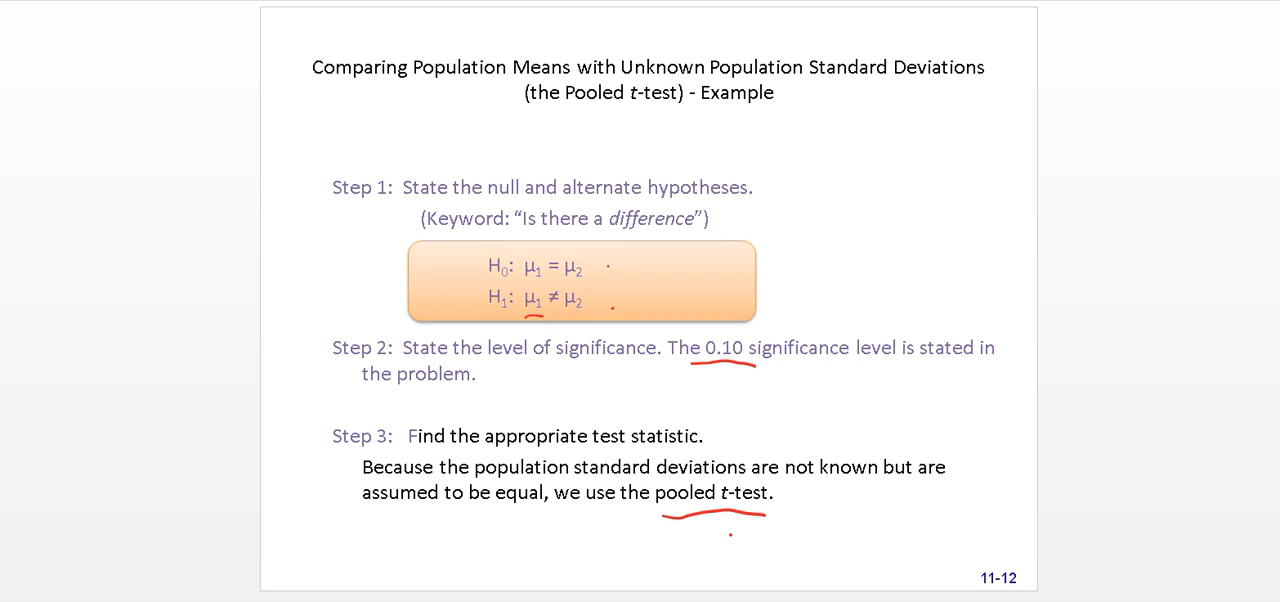 Comparing Population Means with Unknown Population Standard Deviations
(the Pooled t-test) - Example
Step 1: State the null and alternate hypotheses.
(Keyword: “Is there a difference”)
H₀: μ₁ = μ₂
H₁: μ₁ ≠ μ₂
Step 2: State the level of significance. The 0.10 significance level is stated in
the problem.
Step 3: Find the appropriate test statistic.
Because the population standard deviations are not known but are
assumed to be equal, we use the pooled t-test.
11-12